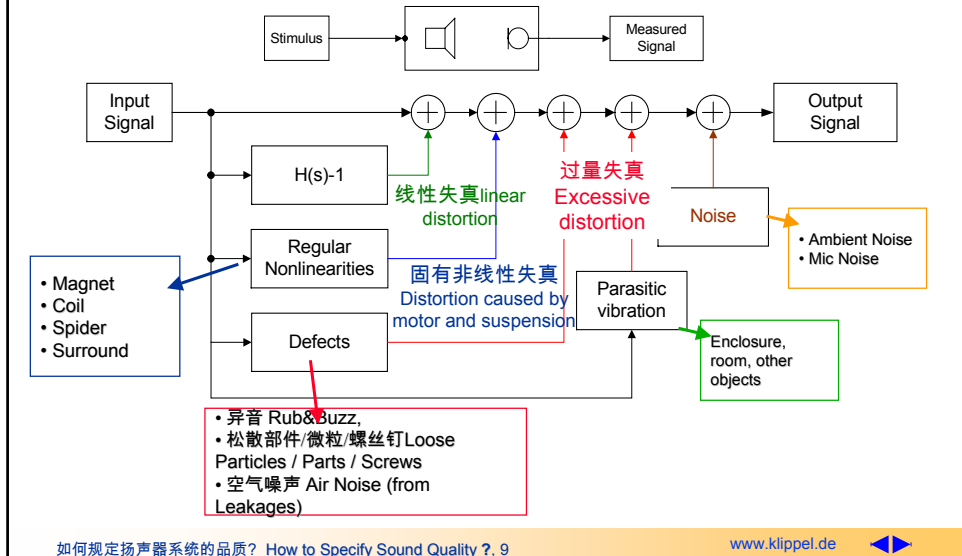 Stimulus
Measured
Signal
Input
Signal
Output
Signal
H(s)-1
线性失真linear
distortion
过量失真
Excessive
distortion
Noise
• Ambient Noise
• Mic Noise
Regular
Nonlinearities
固有非线性失真
Distortion caused by
motor and suspension
• Magnet
• Coil
• Spider
• Surround
Parasitic
vibration
Defects
Enclosure,
room, other
objects
• 异音 Rub&Buzz,
• 松散部件/微粒/螺丝钉Loose
Particles / Parts / Screws
• 空气噪声 Air Noise (from
Leakages)
如何规定扬声器系统的品质? How to Specify Sound Quality ?, 9
www.klippel.de